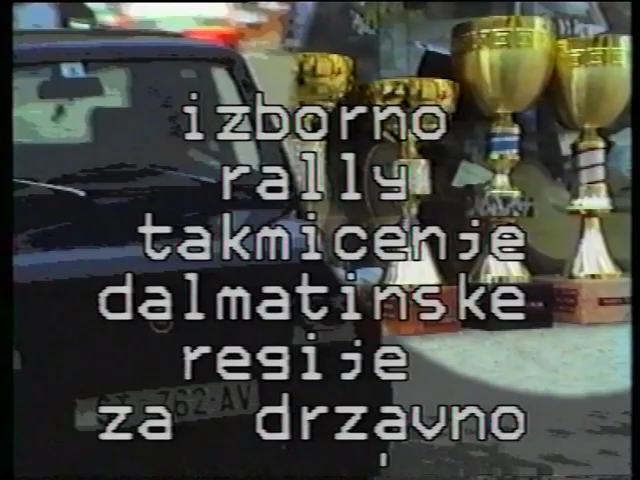 izborno
rally
takmicenje
dalmatinske
regije
za drzavno
762-AV